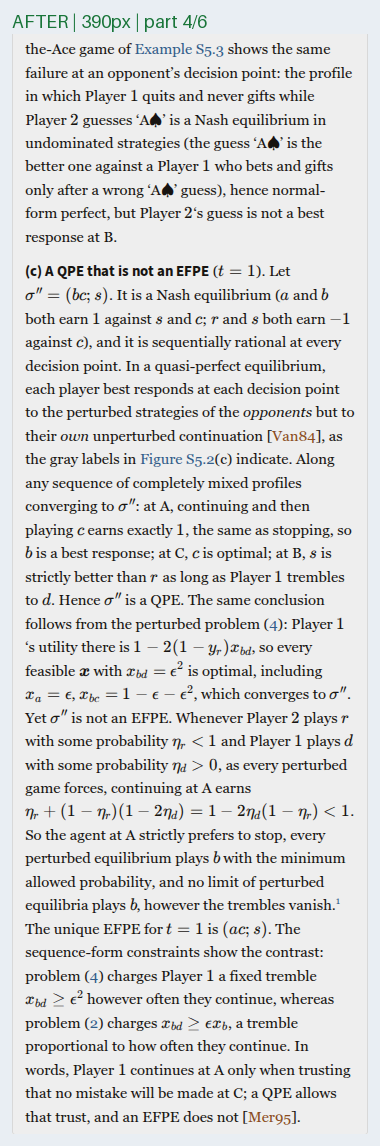 AFTER | 390px | part 4/6
the-Ace game of Example S5.3 shows the same
failure at an opponent's decision point: the profile
in which Player 1 quits and never gifts while
Player 2 guesses ‘A♠’ is a Nash equilibrium in
undominated strategies (the guess ‘A♠’ is the
better one against a Player 1 who bets and gifts
only after a wrong ‘A♠’ guess), hence normal-
form perfect, but Player 2‘s guess is not a best
response at B.
(c) A QPE that is not an EFPE (t = 1). Let
σ″ = (bc; s). It is a Nash equilibrium (a and b
both earn 1 against s and c; r and s both earn −1
against c), and it is sequentially rational at every
decision point. In a quasi-perfect equilibrium,
each player best responds at each decision point
to the perturbed strategies of the opponents but to
their own unperturbed continuation [Van84], as
the gray labels in Figure S5.2(c) indicate. Along
any sequence of completely mixed profiles
converging to σ″: at A, continuing and then
playing c earns exactly 1, the same as stopping, so
b is a best response; at C, c is optimal; at B, s is
strictly better than r as long as Player 1 trembles
to d. Hence σ″ is a QPE. The same conclusion
follows from the perturbed problem (4): Player 1
‘s utility there is 1 − 2(1 − yᵣ)x_bd, so every
feasible x with x_bd = ϵ² is optimal, including
xₐ = ϵ, x_bc = 1 − ϵ − ϵ², which converges to σ″.
Yet σ″ is not an EFPE. Whenever Player 2 plays r
with some probability ηᵣ < 1 and Player 1 plays d
with some probability η_d > 0, as every perturbed
game forces, continuing at A earns
ηᵣ + (1 − ηᵣ)(1 − 2η_d) = 1 − 2η_d(1 − ηᵣ) < 1.
So the agent at A strictly prefers to stop, every
perturbed equilibrium plays b with the minimum
allowed probability, and no limit of perturbed
equilibria plays b, however the trembles vanish.¹
The unique EFPE for t = 1 is (ac; s). The
sequence-form constraints show the contrast:
problem (4) charges Player 1 a fixed tremble
x_bd ≥ ϵ² however often they continue, whereas
problem (2) charges x_bd ≥ ϵx_b, a tremble
proportional to how often they continue. In
words, Player 1 continues at A only when trusting
that no mistake will be made at C; a QPE allows
that trust, and an EFPE does not [Mer95].